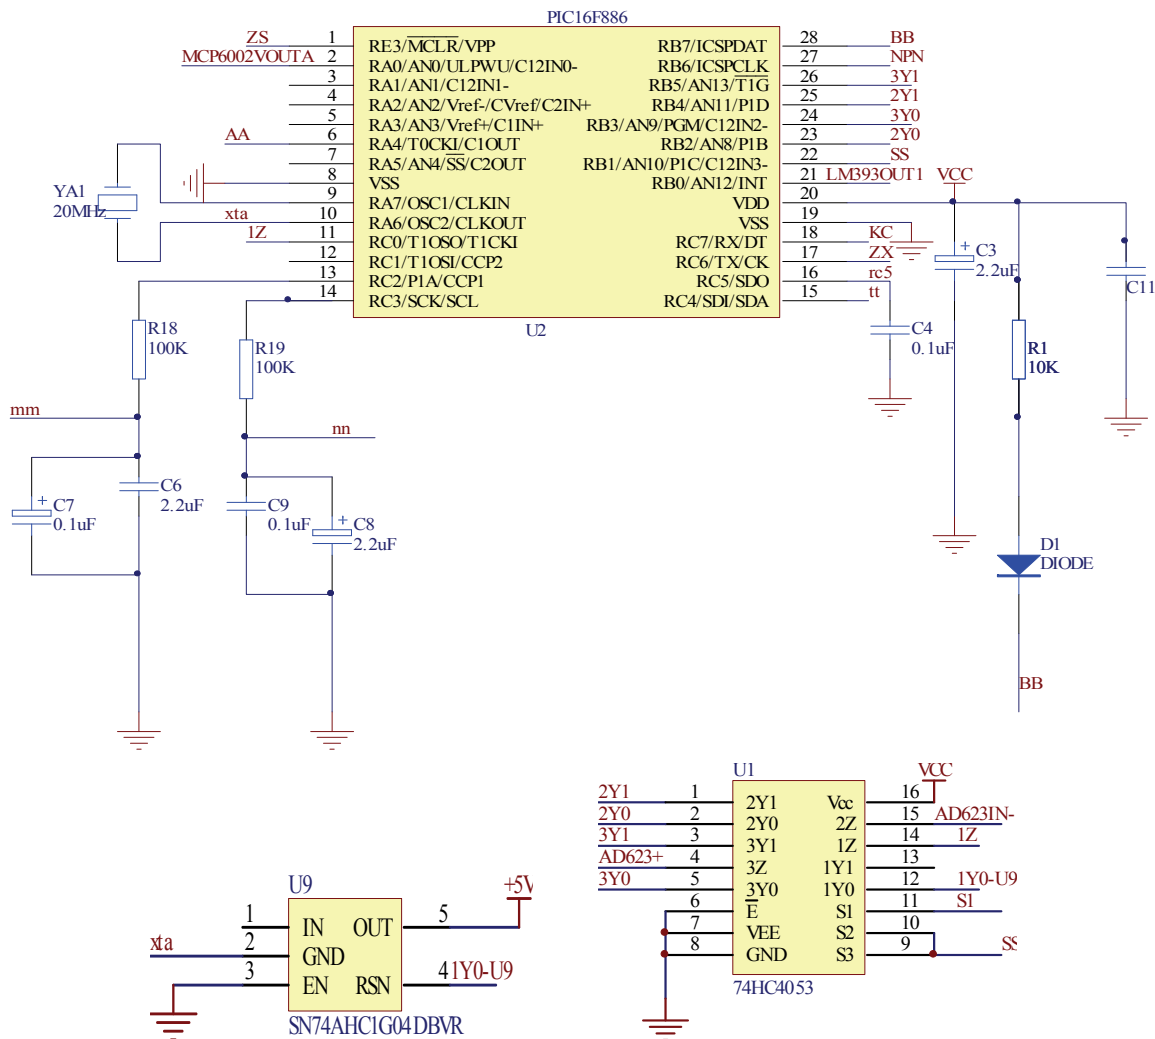 PIC16F886
ZS 1 RE3/MCLR/VPP RB7/ICSPDAT 28 BB
MCP6002VOUTA 2 RA0/AN0/ULPWU/C12IN0- RB6/ICSPCLK 27 NPN
3 RA1/AN1/C12IN1- RB5/AN13/T1G 26 3Y1
4 RA2/AN2/Vref-/CVref/C2IN+ RB4/AN11/P1D 25 2Y1
5 RA3/AN3/Vref+/C1IN+ RB3/AN9/PGM/C12IN2- 24 3Y0
AA 6 RA4/T0CKI/C1OUT RB2/AN8/P1B 23 2Y0
7 RA5/AN4/SS/C2OUT RB1/AN10/P1C/C12IN3- 22 SS
8 VSS RB0/AN12/INT 21 LM393OUT1 VCC
YA1 9 RA7/OSC1/CLKIN VDD 20
20MHz xta 10 RA6/OSC2/CLKOUT VSS 19
1Z 11 RC0/T1OSO/T1CKI RC7/RX/DT 18 KC
12 RC1/T1OSI/CCP2 RC6/TX/CK 17 ZX
13 RC2/P1A/CCP1 RC5/SDO 16 rc5
14 RC3/SCK/SCL RC4/SDI/SDA 15 tt
U2
+ C3
2.2uF
C11
R18
100K
R19
100K
C4
0.1uF
R1
10K
mm
nn
+ C7
0.1uF
C6
2.2uF
C9
0.1uF
+ C8
2.2uF
D1
DIODE
BB
U1 VCC
2Y1 1 2Y1 Vcc 16
2Y0 2 2Y0 2Z 15 AD623IN-
3Y1 3 3Y1 1Z 14 1Z
AD623+ 4 3Z 1Y1 13
3Y0 5 3Y0 1Y0 12 1Y0-U9
6 E S1 11 S1
7 VEE S2 10
8 GND S3 9 SS
74HC4053
U9 +5V
1 IN OUT 5
xta 2 GND
3 EN RSN 4 1Y0-U9
SN74AHC1G04DBVR